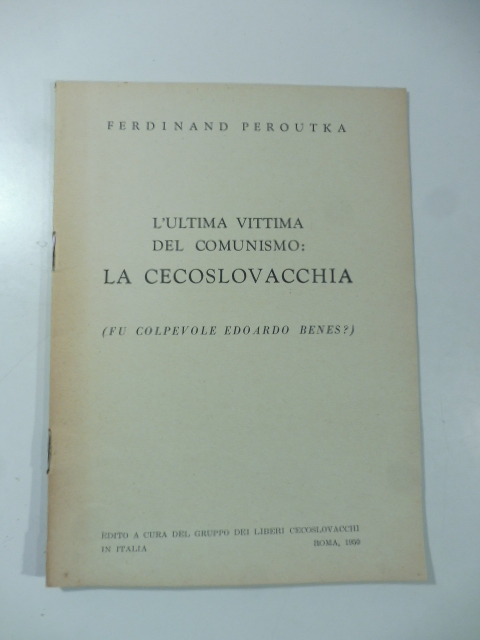 FERDINAND PEROUTKA
L'ULTIMA VITTIMA
DEL COMUNISMO:
LA CECOSLOVACCHIA
(FU COLPEVOLE EDOARDO BENES?)
EDITO A CURA DEL GRUPPO DEI LIBERI CECOSLOVACCHI
IN ITALIA ROMA, 1950